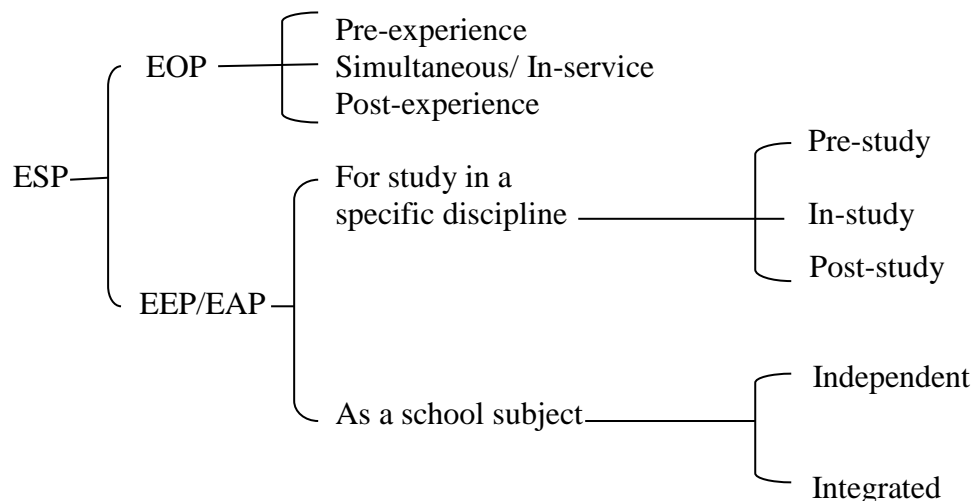 Pre-experience
EOP
Simultaneous/ In-service
Post-experience
Pre-study
ESP
For study in a
specific discipline
In-study
Post-study
EEP/EAP
Independent
As a school subject
Integrated